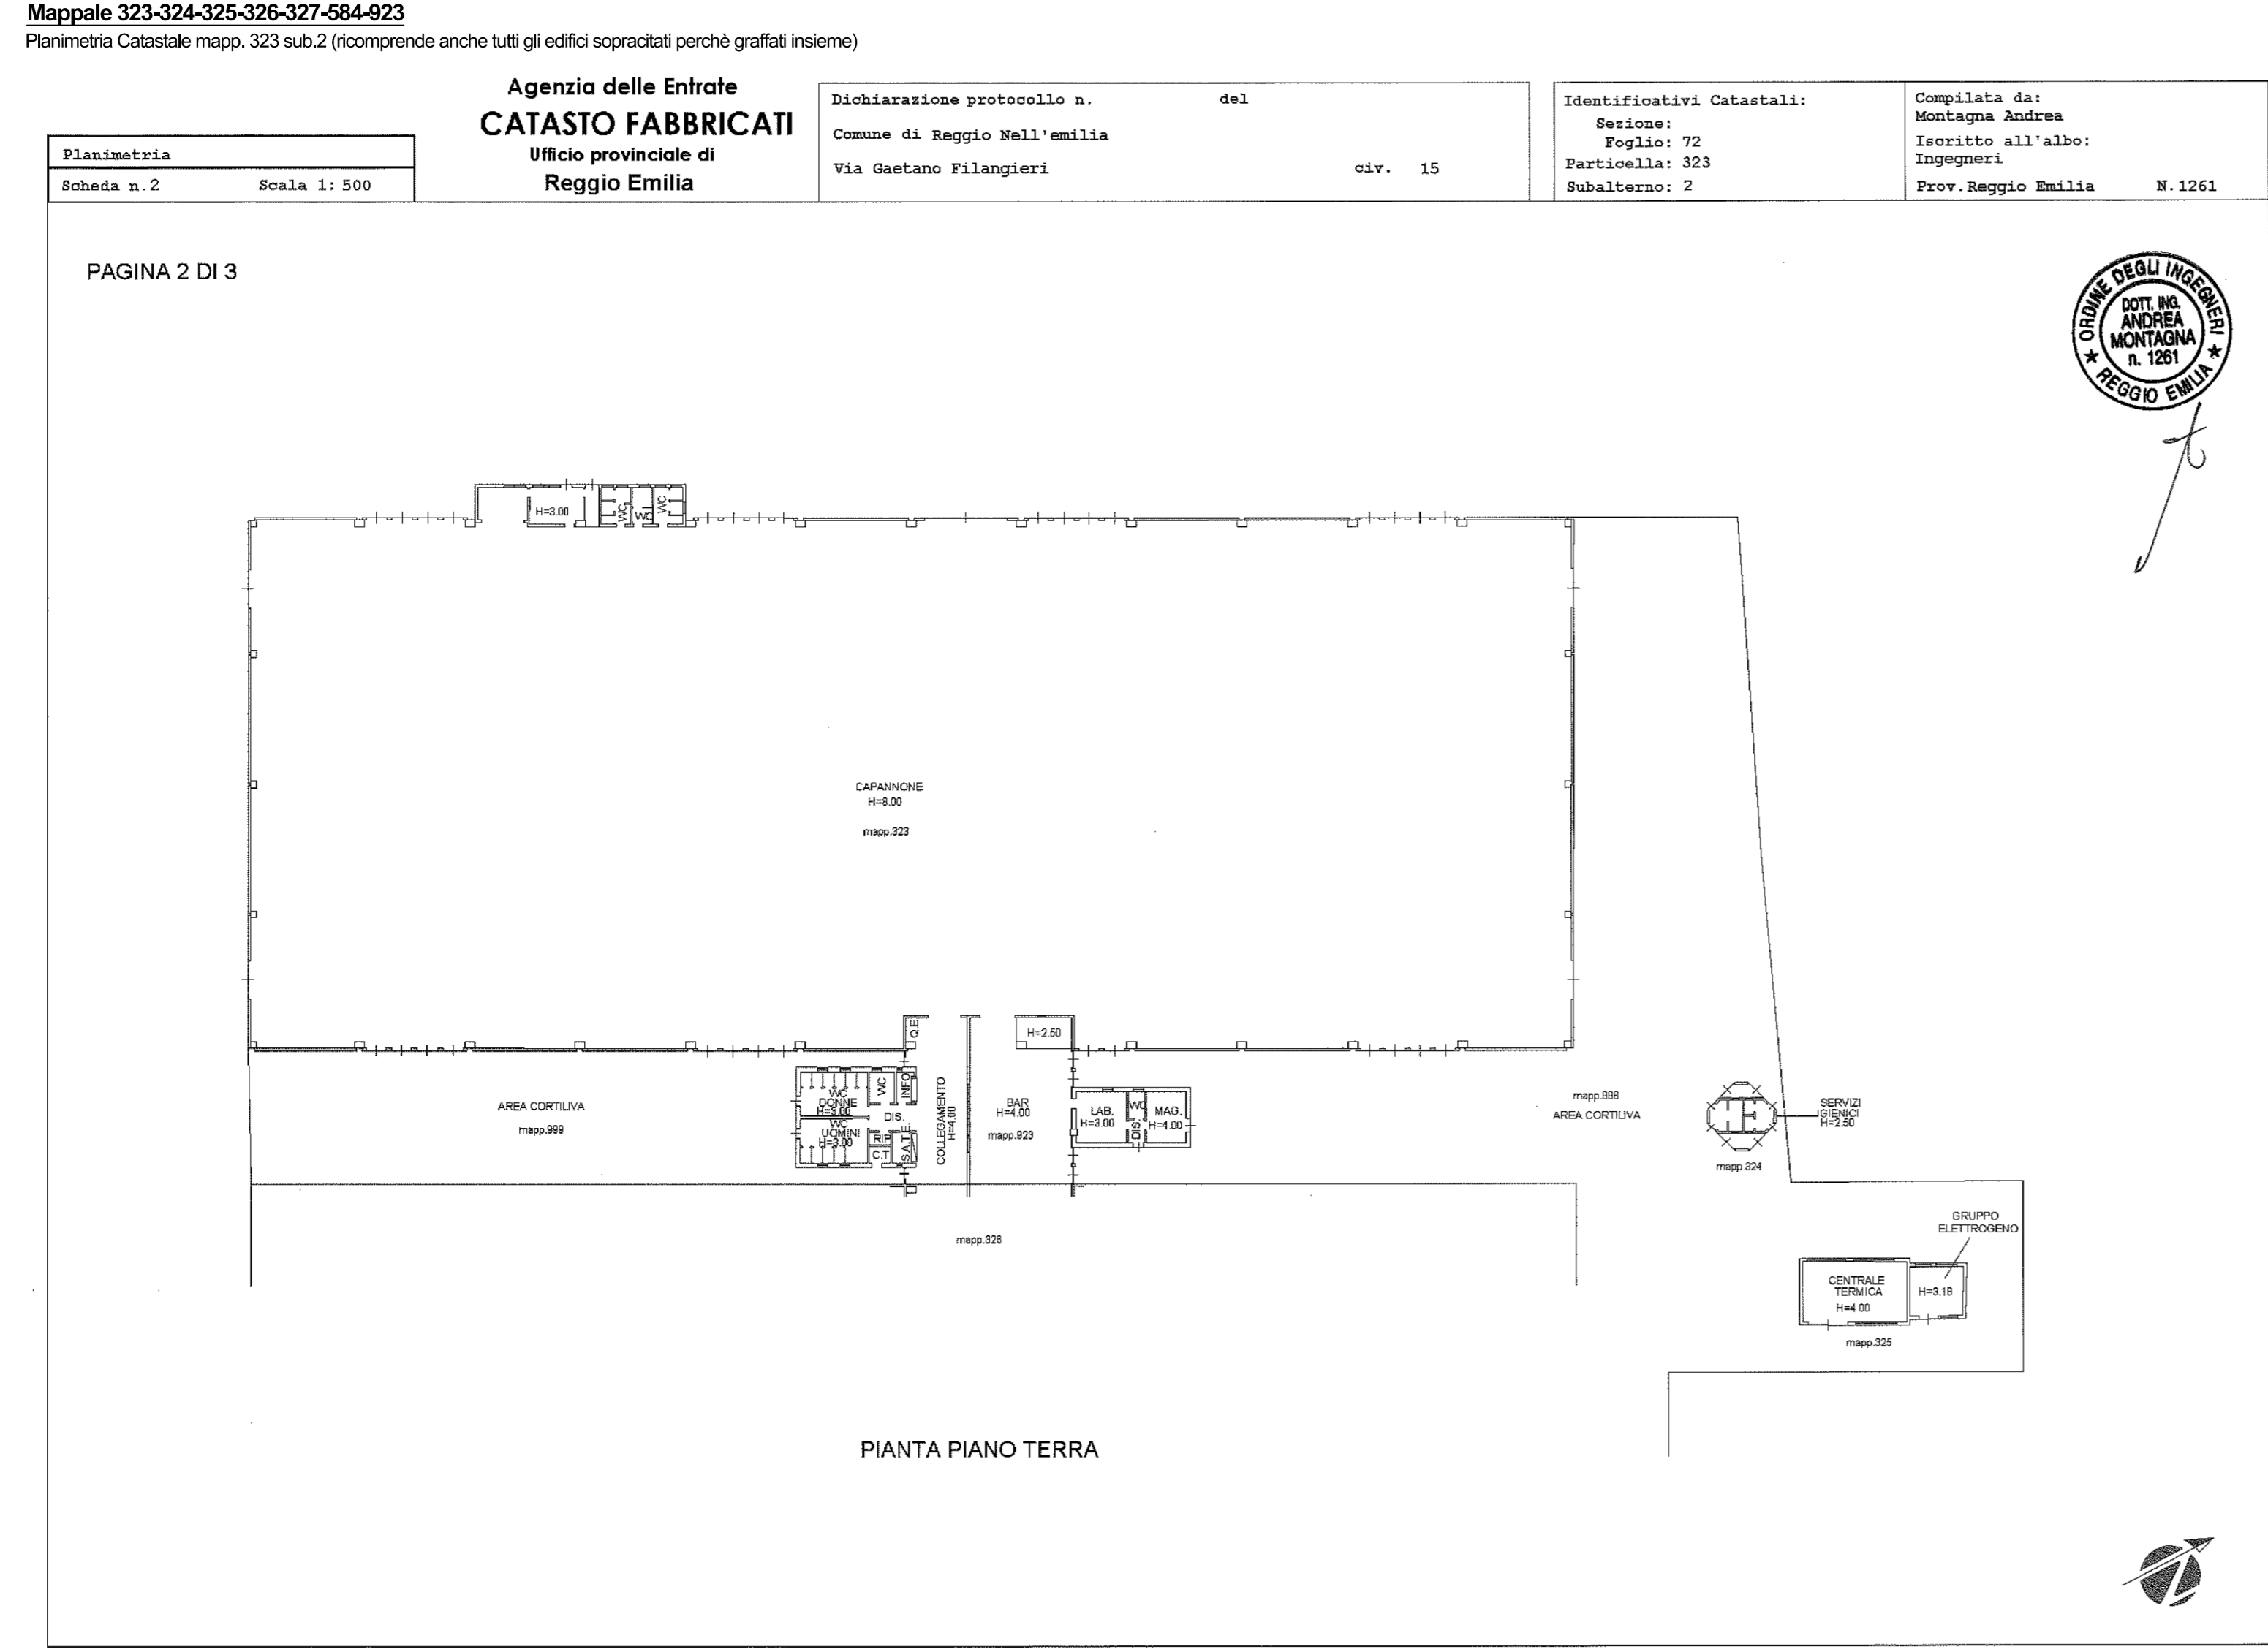 Mappale 323-324-325-326-327-584-923
Planimetria Catastale mapp. 323 sub.2 (ricomprende anche tutti gli edifici sopracitati perchè graffati insieme)
Planimetria
Scheda n.2 Scala 1: 500
Agenzia delle Entrate
CATASTO FABBRICATI
Ufficio provinciale di
Reggio Emilia
Dichiarazione protocollo n. del
Comune di Reggio Nell'emilia
Via Gaetano Filangieri civ. 15
Identificativi Catastali:
Sezione:
Foglio: 72
Particella: 323
Subalterno: 2
Compilata da:
Montagna Andrea
Iscritto all'albo:
Ingegneri
Prov.Reggio Emilia N.1261
PAGINA 2 DI 3
ORDINE DEGLI INGEGNERI
DOTT. ING.
ANDREA
MONTAGNA
n. 1261
★ REGGIO EMILIA ★
H=3.00
WC
WC
WC
CAPANNONE
H=8.00
mapp.323
Q.E
H=2.50
AREA CORTILIVA
mapp.999
WC
DONNE
H=3.00
WC
INFO
DIS.
WC
UOMINI
H=3.00
RIP
C.T
S.A.T.E.
COLLEGAMENTO
H=4.00
BAR
H=4.00
mapp.923
LAB.
H=3.00
WC
DIS.
MAG.
H=4.00
mapp.998
AREA CORTILIVA
SERVIZI
IGIENICI
H=2.50
mapp.324
mapp.326
GRUPPO
ELETTROGENO
CENTRALE
TERMICA
H=4.00
H=3.18
mapp.325
PIANTA PIANO TERRA